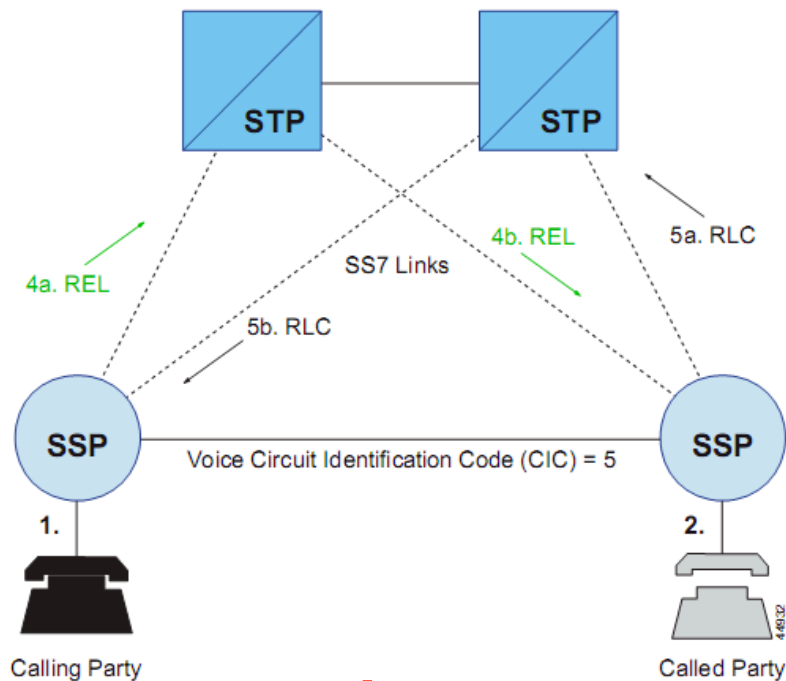 STP
STP
4a. REL
4b. REL
5a. RLC
SS7 Links
5b. RLC
SSP
SSP
Voice Circuit Identification Code (CIC) = 5
1.
2.
44932
Calling Party
Called Party